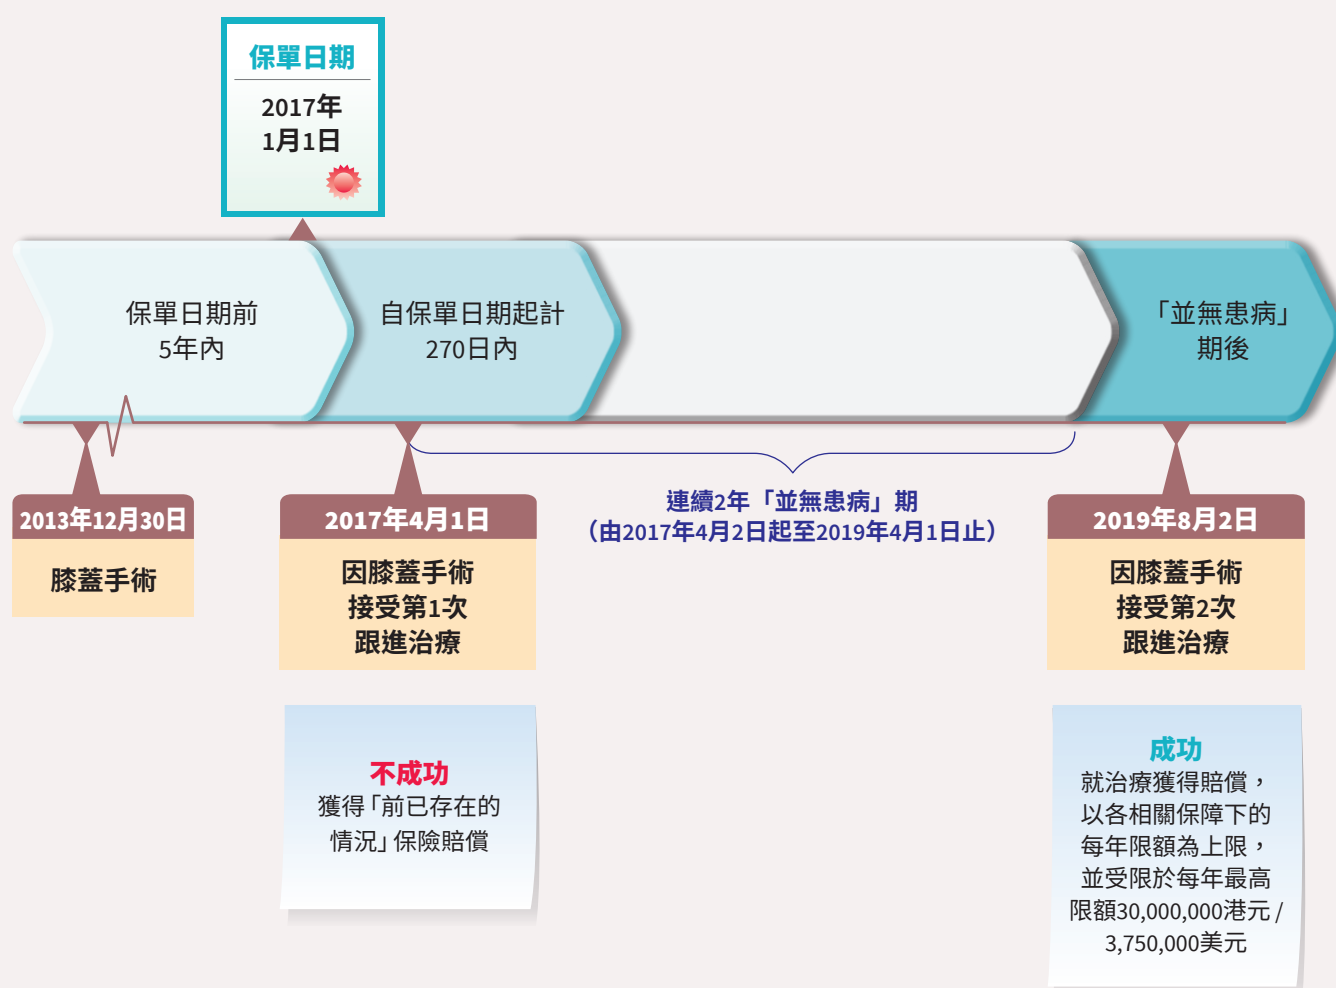 保單日期
2017年
1月1日
保單日期前
5年內
自保單日期起計
270日內
「並無患病」
期後
連續2年「並無患病」期
（由2017年4月2日起至2019年4月1日止）
2013年12月30日
膝蓋手術
2017年4月1日
因膝蓋手術
接受第1次
跟進治療
不成功
獲得「前已存在的
情況」保險賠償
2019年8月2日
因膝蓋手術
接受第2次
跟進治療
成功
就治療獲得賠償，
以各相關保障下的
每年限額為上限，
並受限於每年最高
限額30,000,000港元 /
3,750,000美元